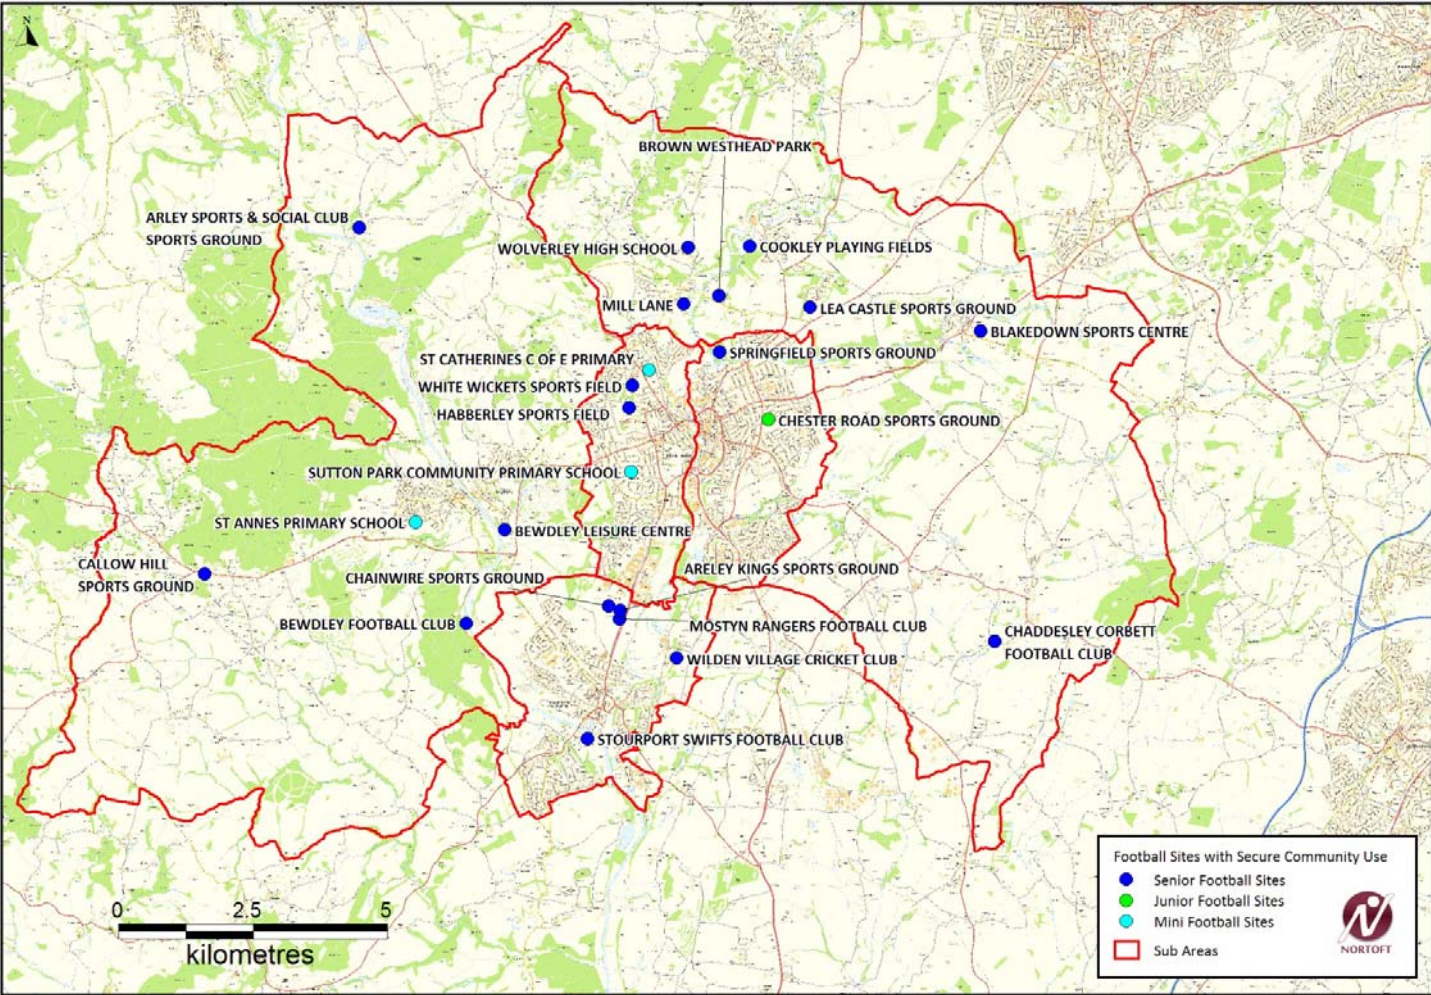 N
BROWN WESTHEAD PARK
ARLEY SPORTS & SOCIAL CLUB
SPORTS GROUND
WOLVERLEY HIGH SCHOOL
COOKLEY PLAYING FIELDS
MILL LANE
LEA CASTLE SPORTS GROUND
BLAKEDOWN SPORTS CENTRE
ST CATHERINES C OF E PRIMARY
SPRINGFIELD SPORTS GROUND
WHITE WICKETS SPORTS FIELD
HABBERLEY SPORTS FIELD
CHESTER ROAD SPORTS GROUND
SUTTON PARK COMMUNITY PRIMARY SCHOOL
ST ANNES PRIMARY SCHOOL
BEWDLEY LEISURE CENTRE
CALLOW HILL
SPORTS GROUND
CHAINWIRE SPORTS GROUND
ARELEY KINGS SPORTS GROUND
BEWDLEY FOOTBALL CLUB
MOSTYN RANGERS FOOTBALL CLUB
CHADDESLEY CORBETT
FOOTBALL CLUB
WILDEN VILLAGE CRICKET CLUB
STOURPORT SWIFTS FOOTBALL CLUB
Football Sites with Secure Community Use
Senior Football Sites
Junior Football Sites
Mini Football Sites
Sub Areas
NORTOFT
0 2.5 5
kilometres